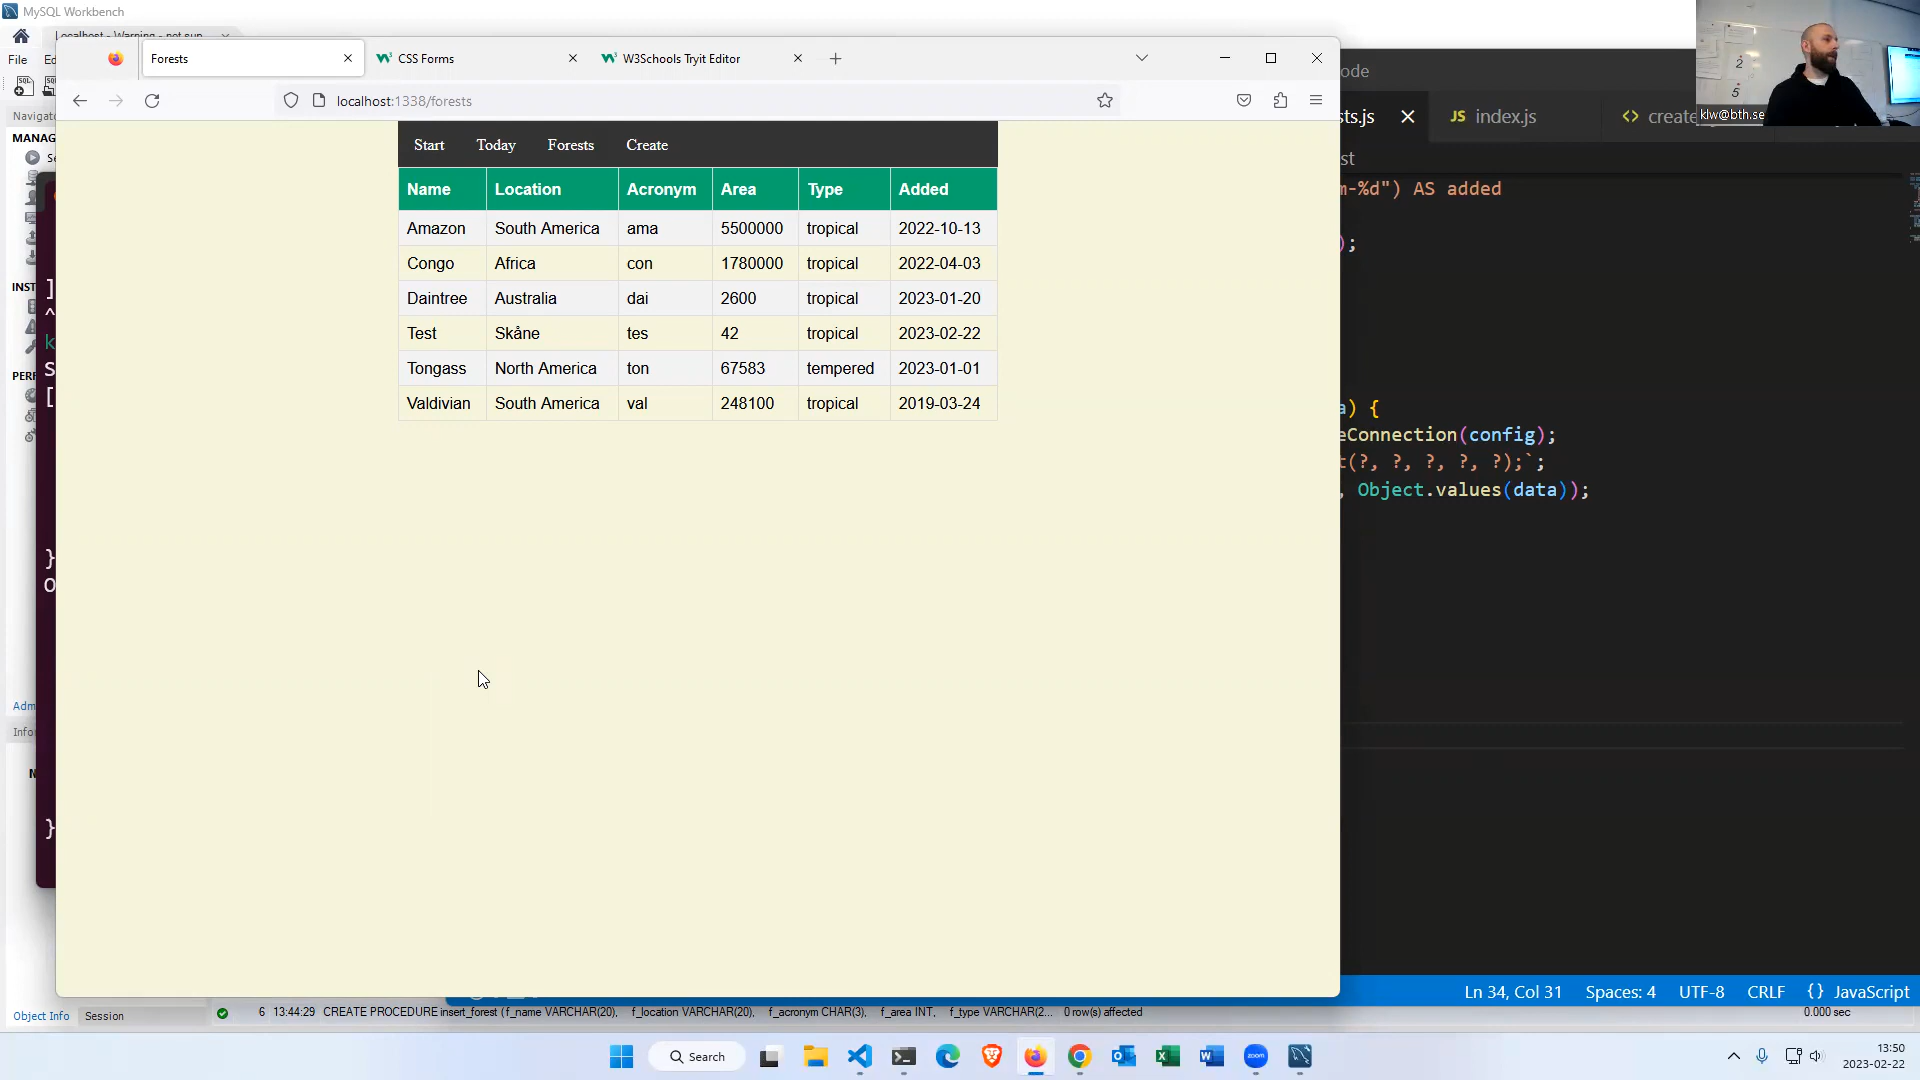 MySQL Workbench
File
Navigat
MANAG
INST
PERF
Adm
Info
Object Info Session
Forests
CSS Forms
W3Schools Tryit Editor
localhost:1338/forests
Start Today Forests Create
Name Location Acronym Area Type Added
Amazon South America ama 5500000 tropical 2022-10-13
Congo Africa con 1780000 tropical 2022-04-03
Daintree Australia dai 2600 tropical 2023-01-20
Test Skåne tes 42 tropical 2023-02-22
Tongass North America ton 67583 tempered 2023-01-01
Valdivian South America val 248100 tropical 2019-03-24
ode
ts.js JS index.js <> create
st
m-%d") AS added
);
a) {
eConnection(config);
t(?, ?, ?, ?, ?);`;
, Object.values(data));
klw@bth.se
2
5
Ln 34, Col 31 Spaces: 4 UTF-8 CRLF {} JavaScript
6 13:44:29 CREATE PROCEDURE insert_forest ( f_name VARCHAR(20), f_location VARCHAR(20), f_acronym CHAR(3), f_area INT, f_type VARCHAR(2... 0 row(s) affected 0.000 sec
Search
zoom
13:50
2023-02-22